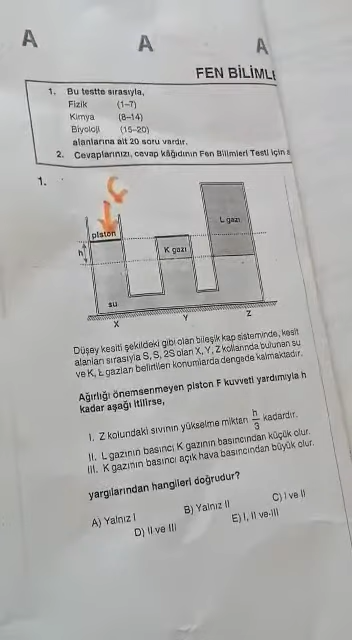 A A A
FEN BİLİMLE
1. Bu testte sırasıyla,
Fizik (1–7)
Kimya (8–14)
Biyoloji (15–20)
alanlarına ait 20 soru vardır.
2. Cevaplarınızı, cevap kâğıdının Fen Bilimleri Testi için a
1.
L gazı
piston
K gazı
h
su
X Y Z
Düşey kesiti şekildeki gibi olan bileşik kap sisteminde, kesit
alanları sırasıyla S, S, 2S olan X, Y, Z kollarında bulunan su
ve K, L gazları belirtilen konumlarda dengede kalmaktadır.
Ağırlığı önemsenmeyen piston F kuvveti yardımıyla h
kadar aşağı itilirse,
I. Z kolundaki sıvının yükselme miktarı h/3 kadardır.
II. L gazının basıncı K gazının basıncından küçük olur.
III. K gazının basıncı açık hava basıncından büyük olur.
yargılarından hangileri doğrudur?
A) Yalnız I B) Yalnız II C) I ve II
D) II ve III E) I, II ve III